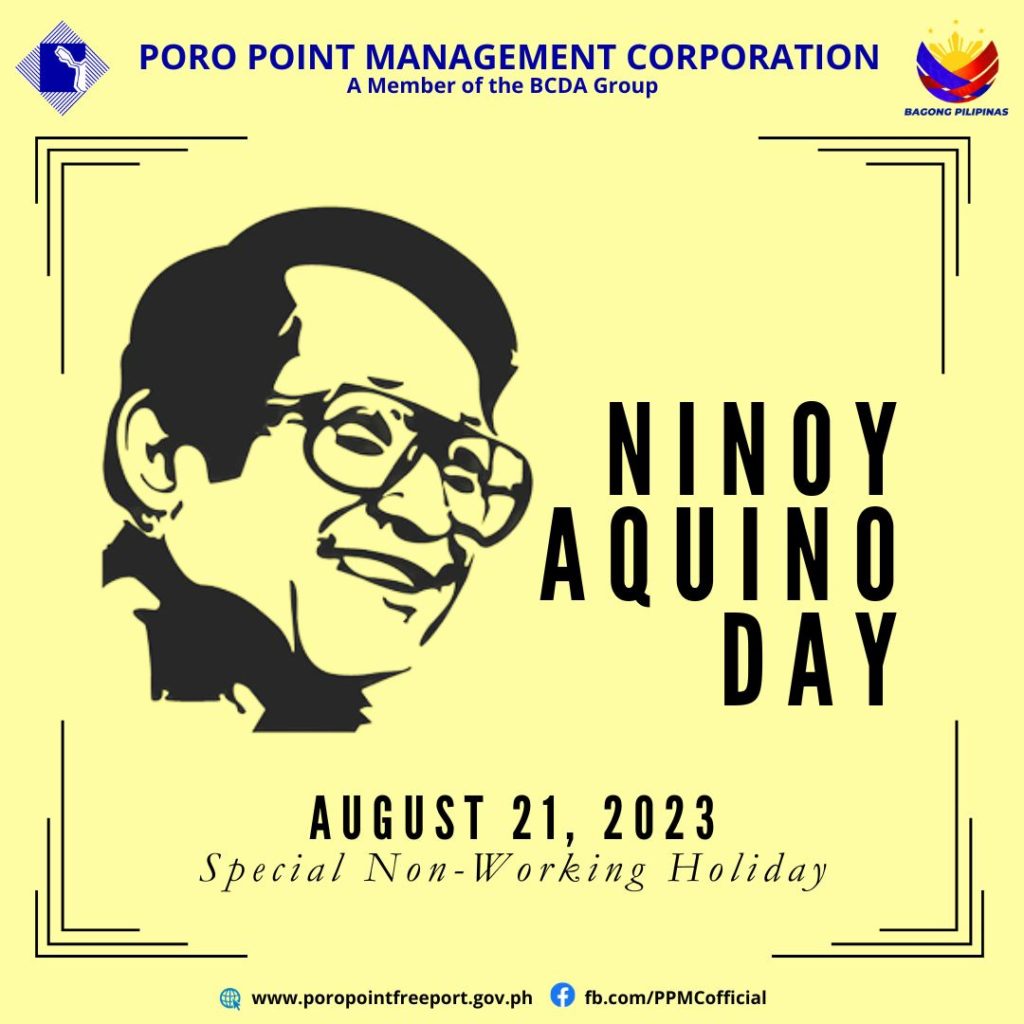 PORO POINT MANAGEMENT CORPORATION
A Member of the BCDA Group
BAGONG PILIPINAS
NINOY
AQUINO
DAY
AUGUST 21, 2023
Special Non-Working Holiday
www.poropointfreeport.gov.ph fb.com/PPMCofficial